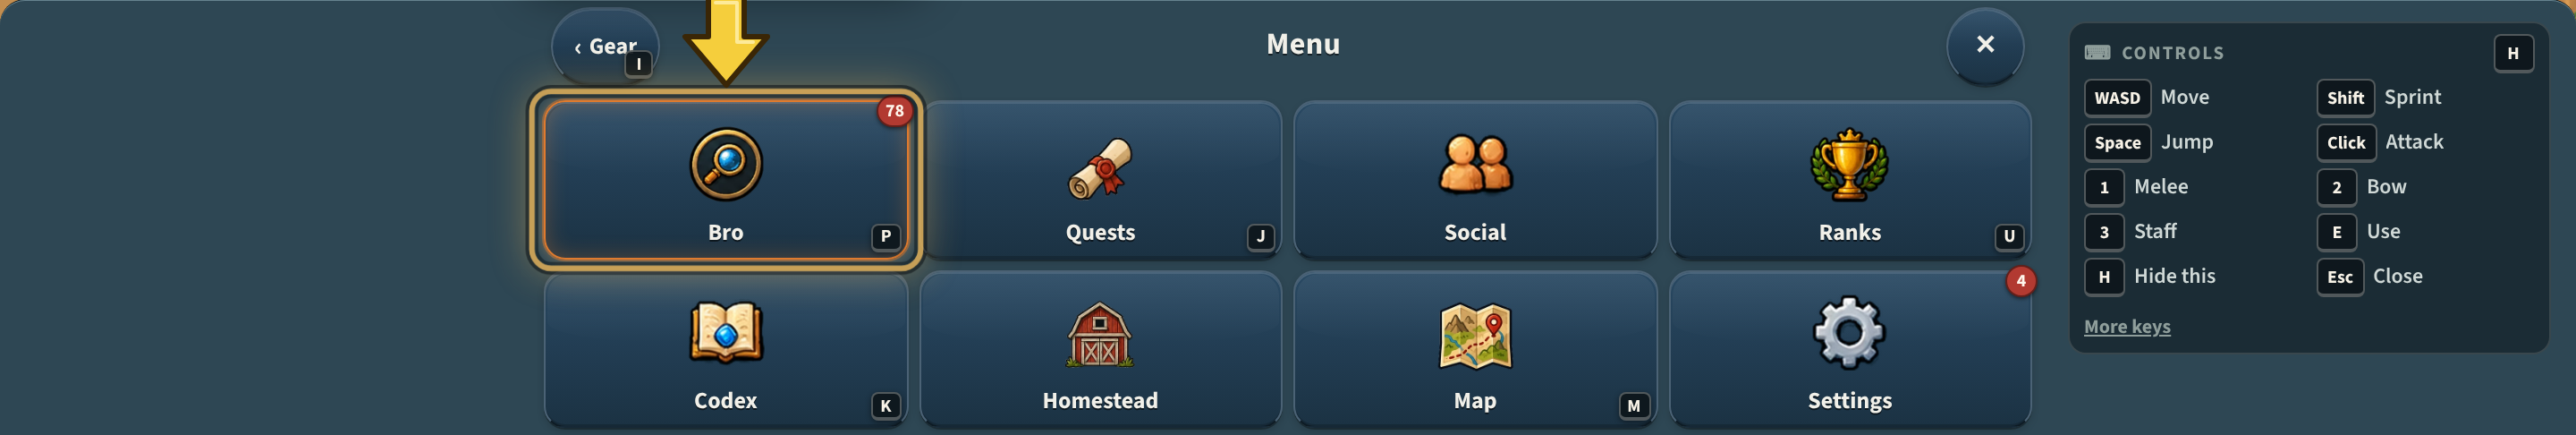 ‹ Gear
I
Menu
✕
78
Bro
P
Quests
J
Social
Ranks
U
Codex
K
Homestead
Map
M
4
Settings
CONTROLS
H
WASD Move
Shift Sprint
Space Jump
Click Attack
1 Melee
2 Bow
3 Staff
E Use
H Hide this
Esc Close
More keys